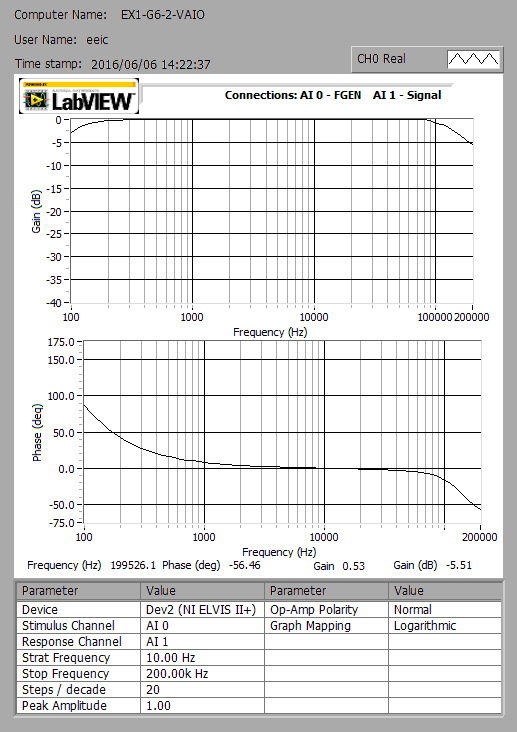 Computer Name: EX1-G6-2-VAIO
User Name: eeic
Time stamp: 2016/06/06 14:22:37
CH0 Real
LabVIEW
Connections: AI 0 - FGEN AI 1 - Signal
0
-5
-10
-15
-20
-25
-30
-35
-40
Gain (dB)
100 1000 10000 100000 200000
Frequency (Hz)
175.0
150.0
100.0
50.0
0.0
-50.0
-75.0
Phase (deq)
100 1000 10000 200000
Frequency (Hz)
Frequency (Hz) 199526.1 Phase (deg) -56.46 Gain 0.53 Gain (dB) -5.51
Parameter Value Parameter Value
Device Dev2 (NI ELVIS II+) Op-Amp Polarity Normal
Stimulus Channel AI 0 Graph Mapping Logarithmic
Response Channel AI 1
Strat Frequency 10.00 Hz
Stop Frequency 200.00k Hz
Steps / decade 20
Peak Amplitude 1.00